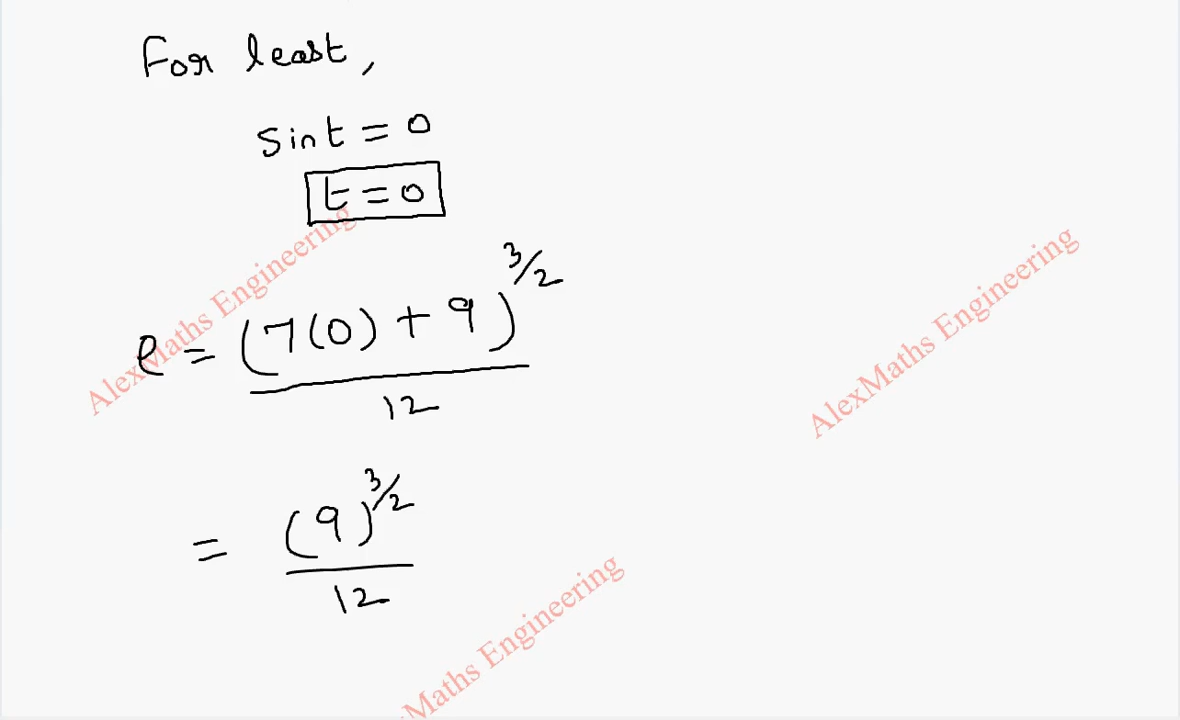 For least,
sint = 0
t = 0
ρ = (7(0) + 9)^3/2
12
= (9)^3/2
12
AlexMaths Engineering
AlexMaths Engineering
AlexMaths Engineering